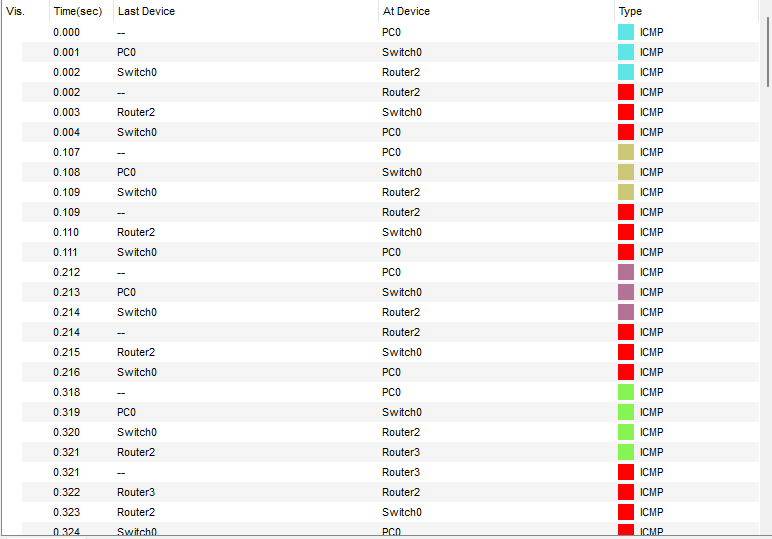 Vis. Time(sec) Last Device At Device Type
0.000 -- PC0 ICMP
0.001 PC0 Switch0 ICMP
0.002 Switch0 Router2 ICMP
0.002 -- Router2 ICMP
0.003 Router2 Switch0 ICMP
0.004 Switch0 PC0 ICMP
0.107 -- PC0 ICMP
0.108 PC0 Switch0 ICMP
0.109 Switch0 Router2 ICMP
0.109 -- Router2 ICMP
0.110 Router2 Switch0 ICMP
0.111 Switch0 PC0 ICMP
0.212 -- PC0 ICMP
0.213 PC0 Switch0 ICMP
0.214 Switch0 Router2 ICMP
0.214 -- Router2 ICMP
0.215 Router2 Switch0 ICMP
0.216 Switch0 PC0 ICMP
0.318 -- PC0 ICMP
0.319 PC0 Switch0 ICMP
0.320 Switch0 Router2 ICMP
0.321 Router2 Router3 ICMP
0.321 -- Router3 ICMP
0.322 Router3 Router2 ICMP
0.323 Router2 Switch0 ICMP
0.324 Switch0 PC0 ICMP